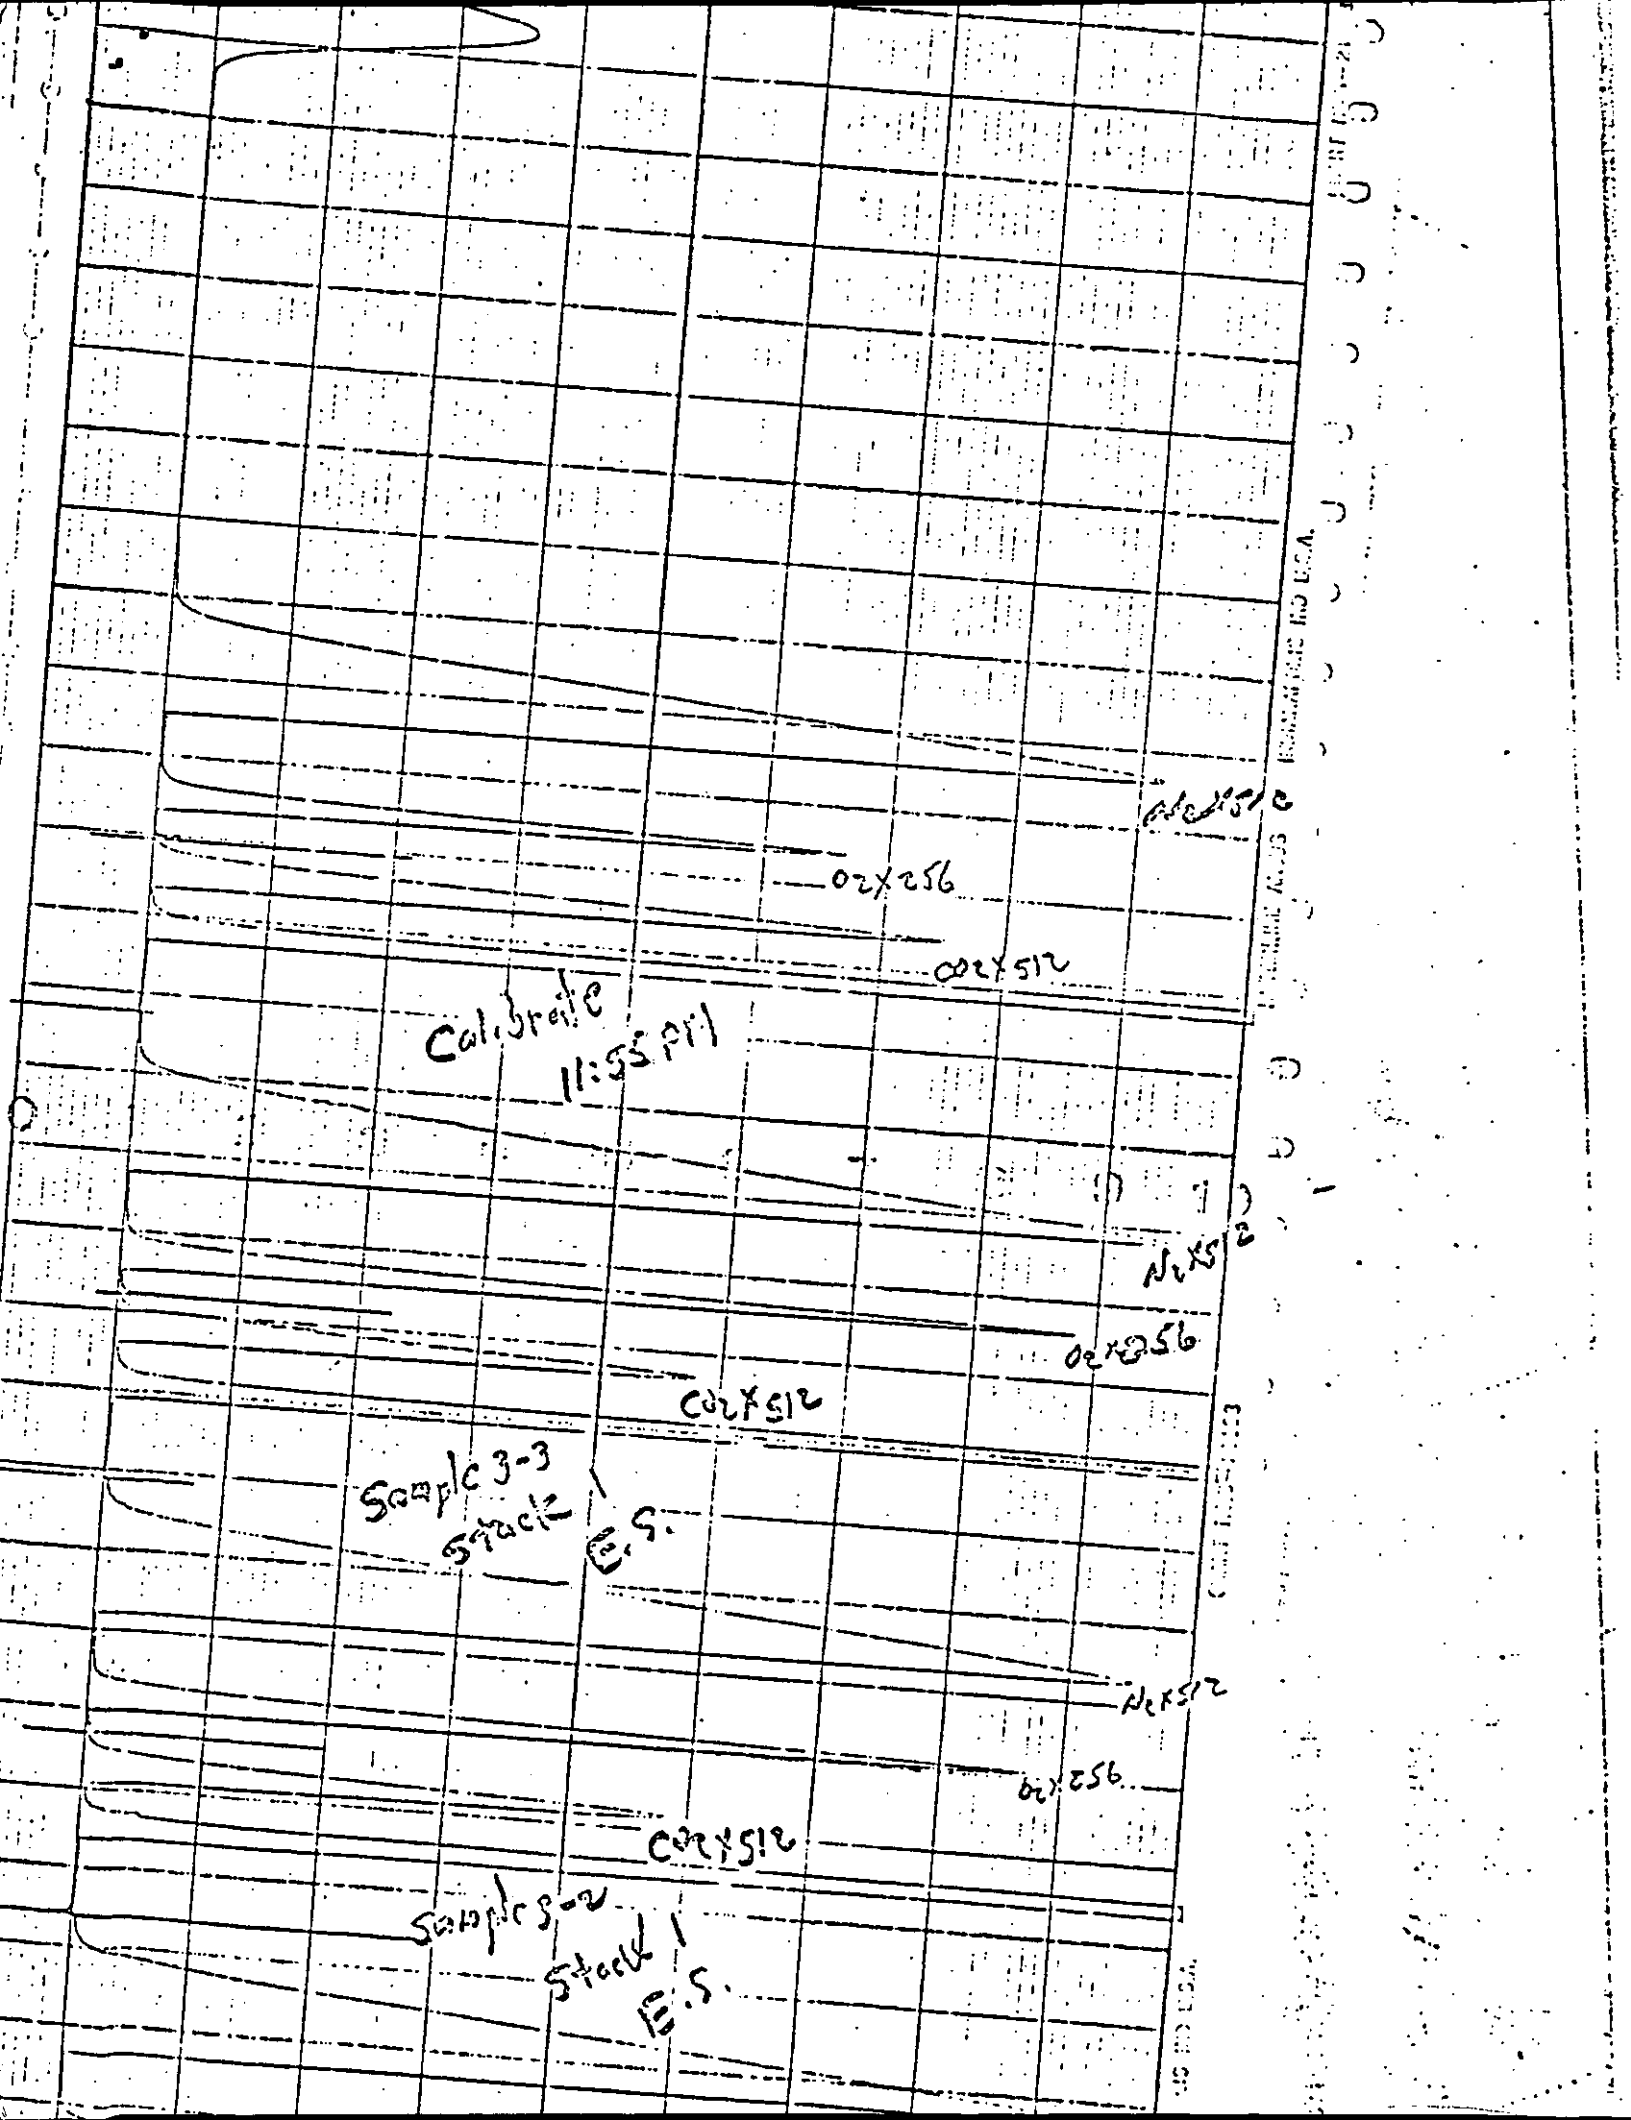 N2X512
O2X256
CO2X512
Calibrate
11:55 PM
N2X512
O2X256
CO2X512
Sample 3-3
Stack 1
E.S.
N2X512
O2X256
CO2X512
Sample 3-2
Stack 1
E.S.
U.S.A.